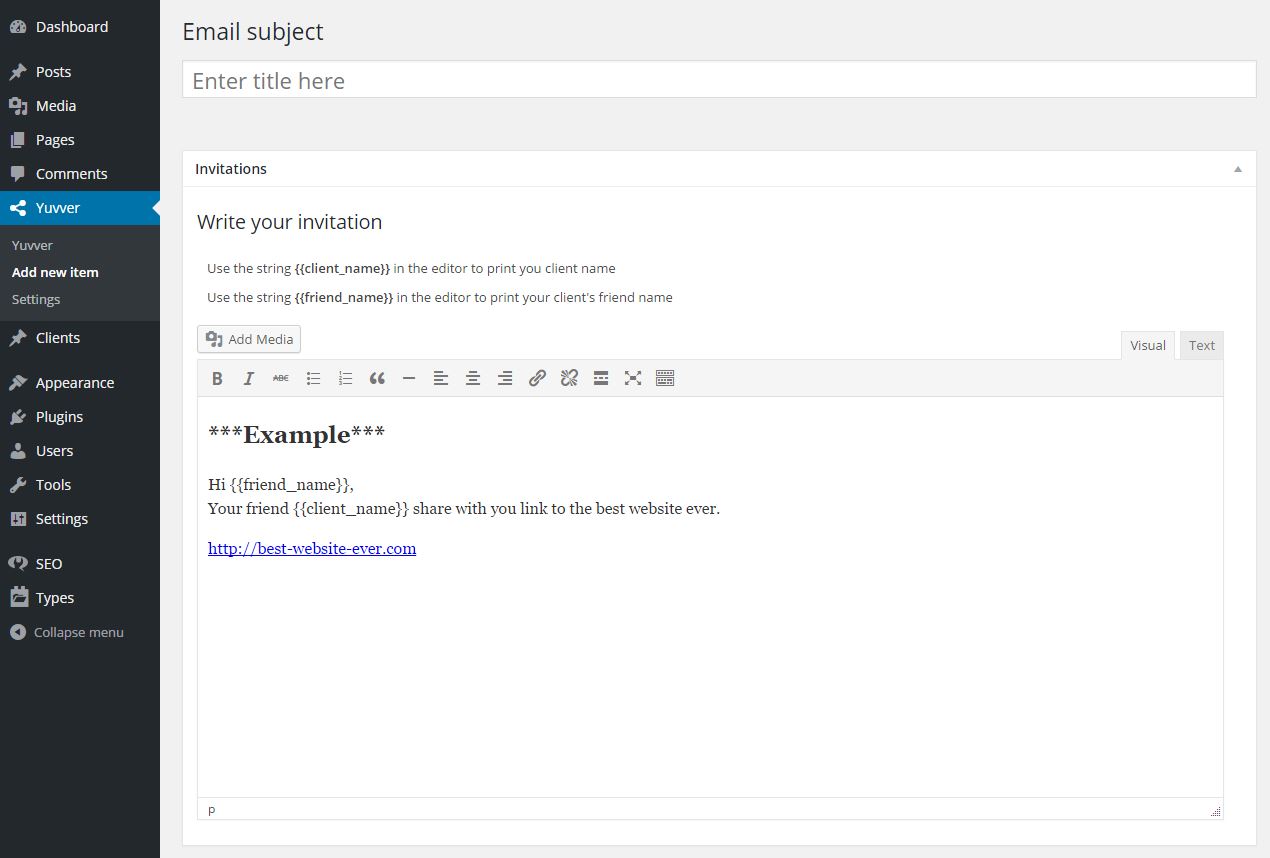 Dashboard
Posts
Media
Pages
Comments
Yuvver
Yuvver
Add new item
Settings
Clients
Appearance
Plugins
Users
Tools
Settings
SEO
Types
Collapse menu
Email subject
Enter title here
Invitations
Write your invitation
Use the string {{client_name}} in the editor to print you client name
Use the string {{friend_name}} in the editor to print your client's friend name
Add Media
Visual Text
B I ABC
***Example***
Hi {{friend_name}},
Your friend {{client_name}} share with you link to the best website ever.
http://best-website-ever.com
p